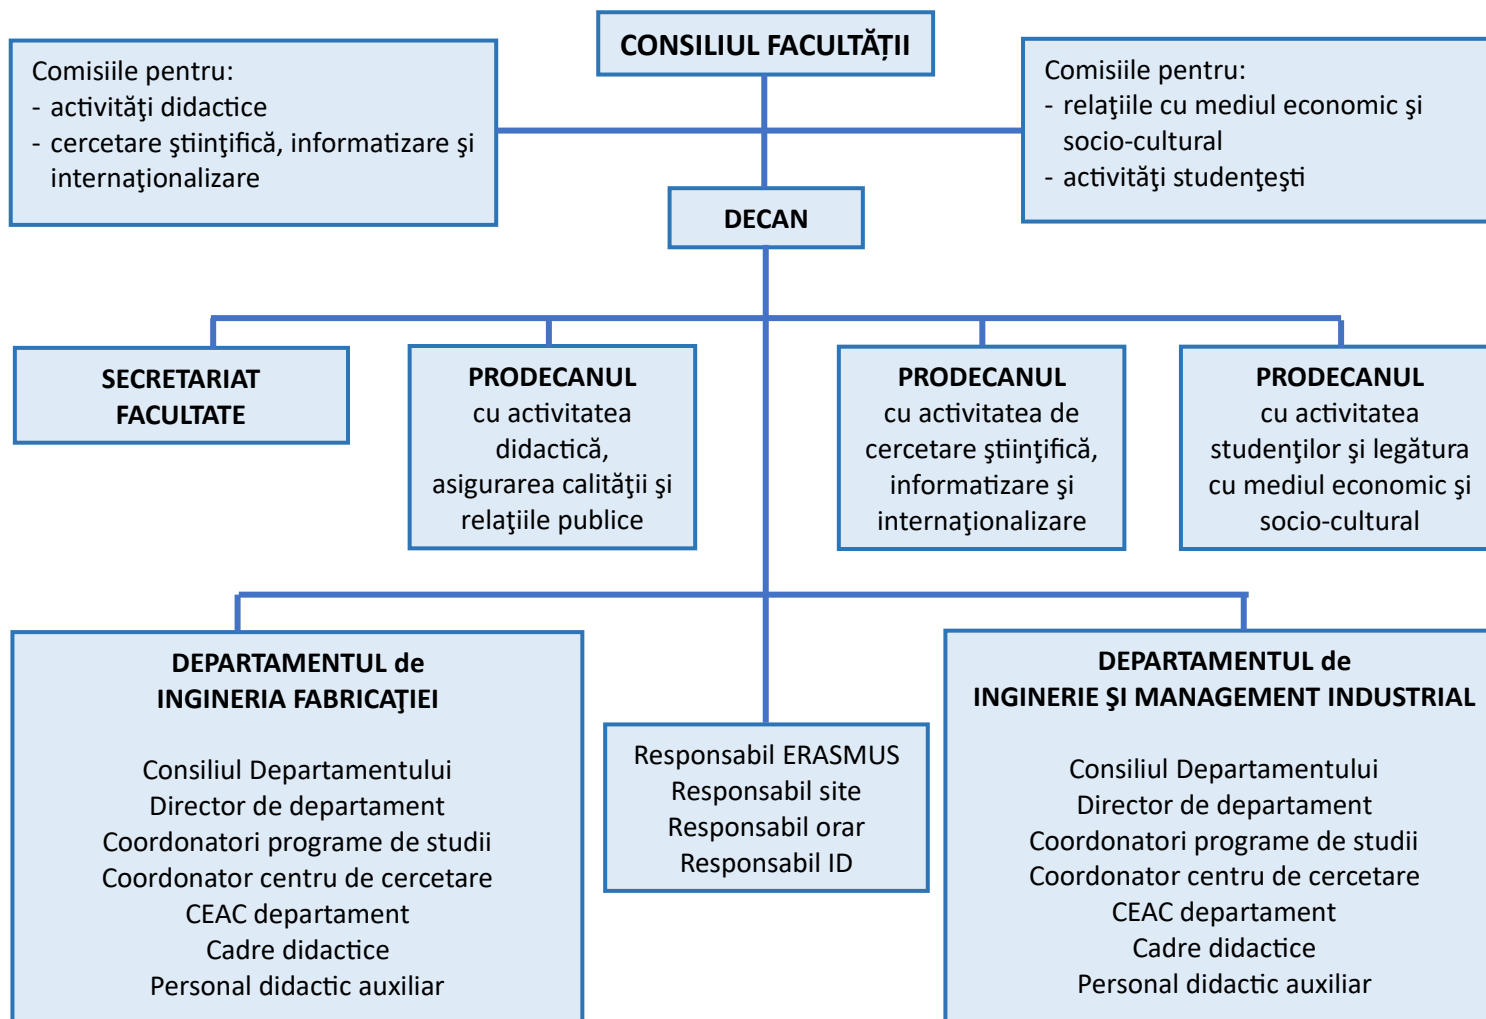 CONSILIUL FACULTĂȚII
Comisiile pentru:
- activităţi didactice
- cercetare ştiinţifică, informatizare şi
internaţionalizare
Comisiile pentru:
- relaţiile cu mediul economic şi
socio-cultural
- activităţi studenţeşti
DECAN
SECRETARIAT
FACULTATE
PRODECANUL
cu activitatea
didactică,
asigurarea calităţii şi
relaţiile publice
PRODECANUL
cu activitatea de
cercetare ştiinţifică,
informatizare şi
internaţionalizare
PRODECANUL
cu activitatea
studenţilor şi legătura
cu mediul economic şi
socio-cultural
DEPARTAMENTUL de
INGINERIA FABRICAŢIEI
Consiliul Departamentului
Director de departament
Coordonatori programe de studii
Coordonator centru de cercetare
CEAC departament
Cadre didactice
Personal didactic auxiliar
Responsabil ERASMUS
Responsabil site
Responsabil orar
Responsabil ID
DEPARTAMENTUL de
INGINERIE ŞI MANAGEMENT INDUSTRIAL
Consiliul Departamentului
Director de departament
Coordonatori programe de studii
Coordonator centru de cercetare
CEAC departament
Cadre didactice
Personal didactic auxiliar